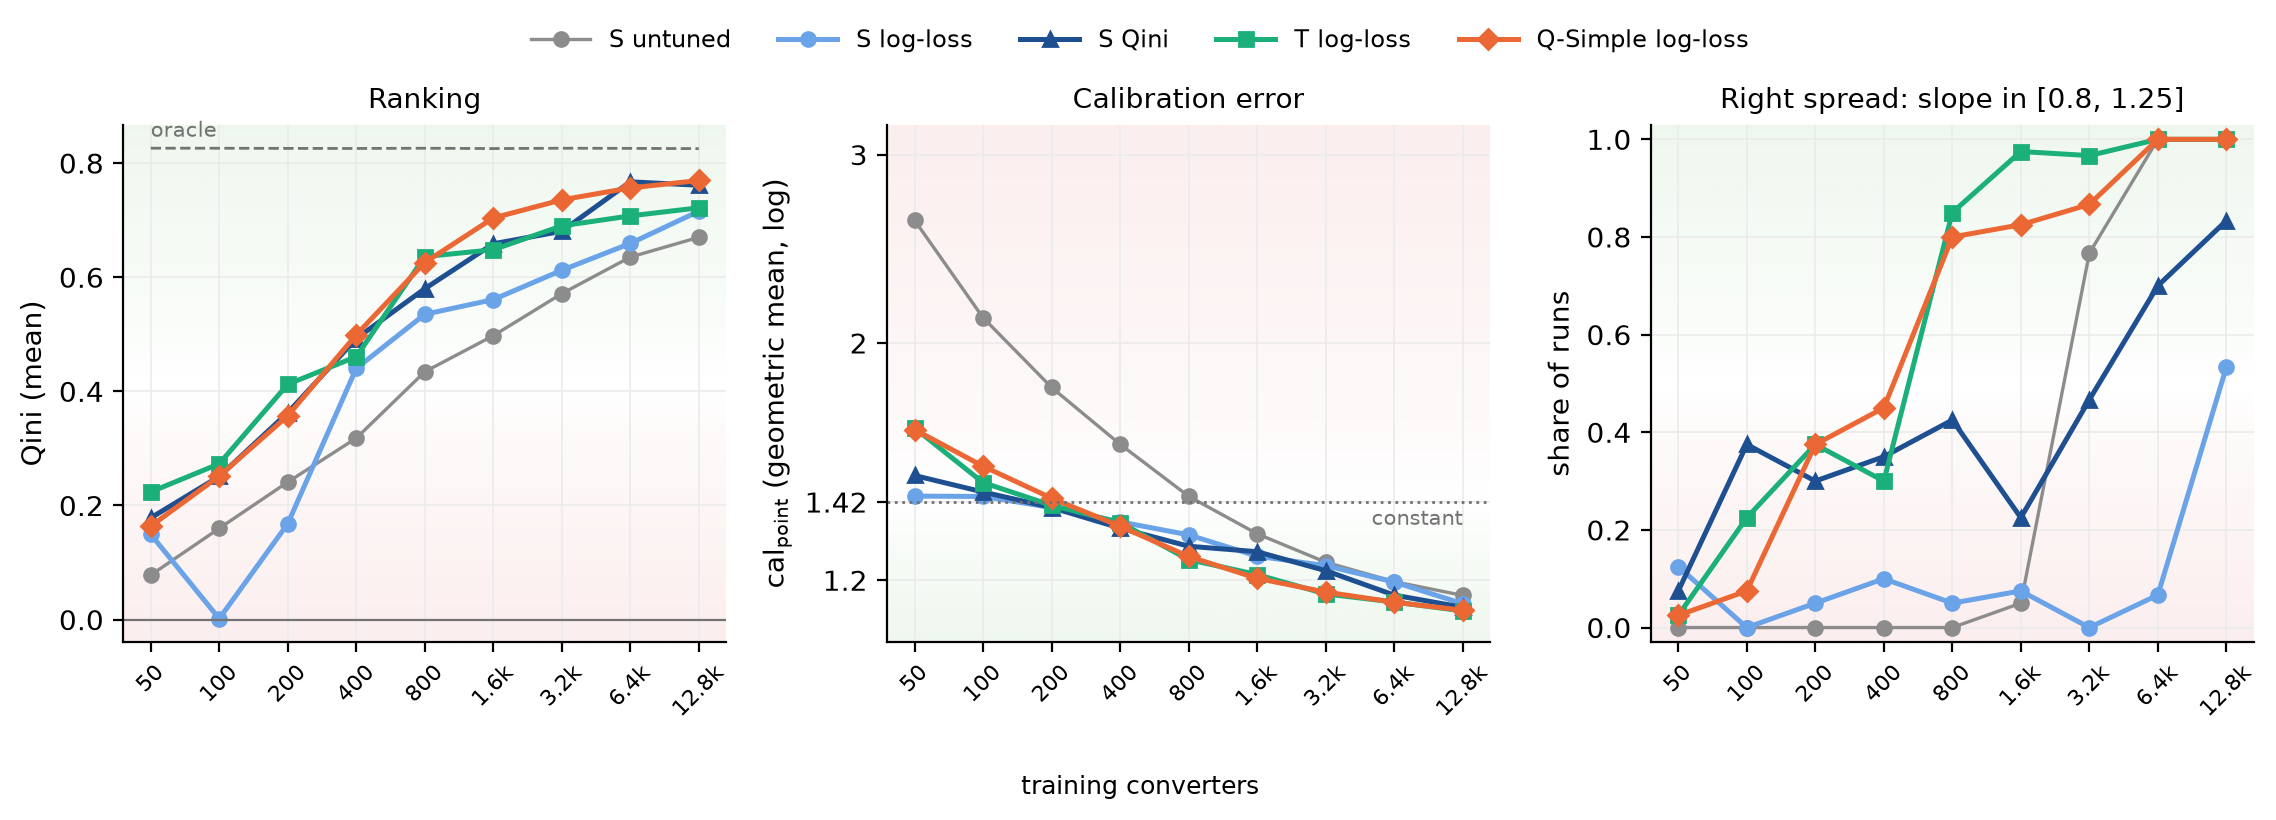 S untuned
S log-loss
S Qini
T log-loss
Q-Simple log-loss
Ranking
Qini (mean)
oracle
0.8
0.6
0.4
0.2
0.0
50
100
200
400
800
1.6k
3.2k
6.4k
12.8k
Calibration error
cal_point (geometric mean, log)
3
2
1.42
1.2
constant
50
100
200
400
800
1.6k
3.2k
6.4k
12.8k
Right spread: slope in [0.8, 1.25]
share of runs
1.0
0.8
0.6
0.4
0.2
0.0
50
100
200
400
800
1.6k
3.2k
6.4k
12.8k
training converters